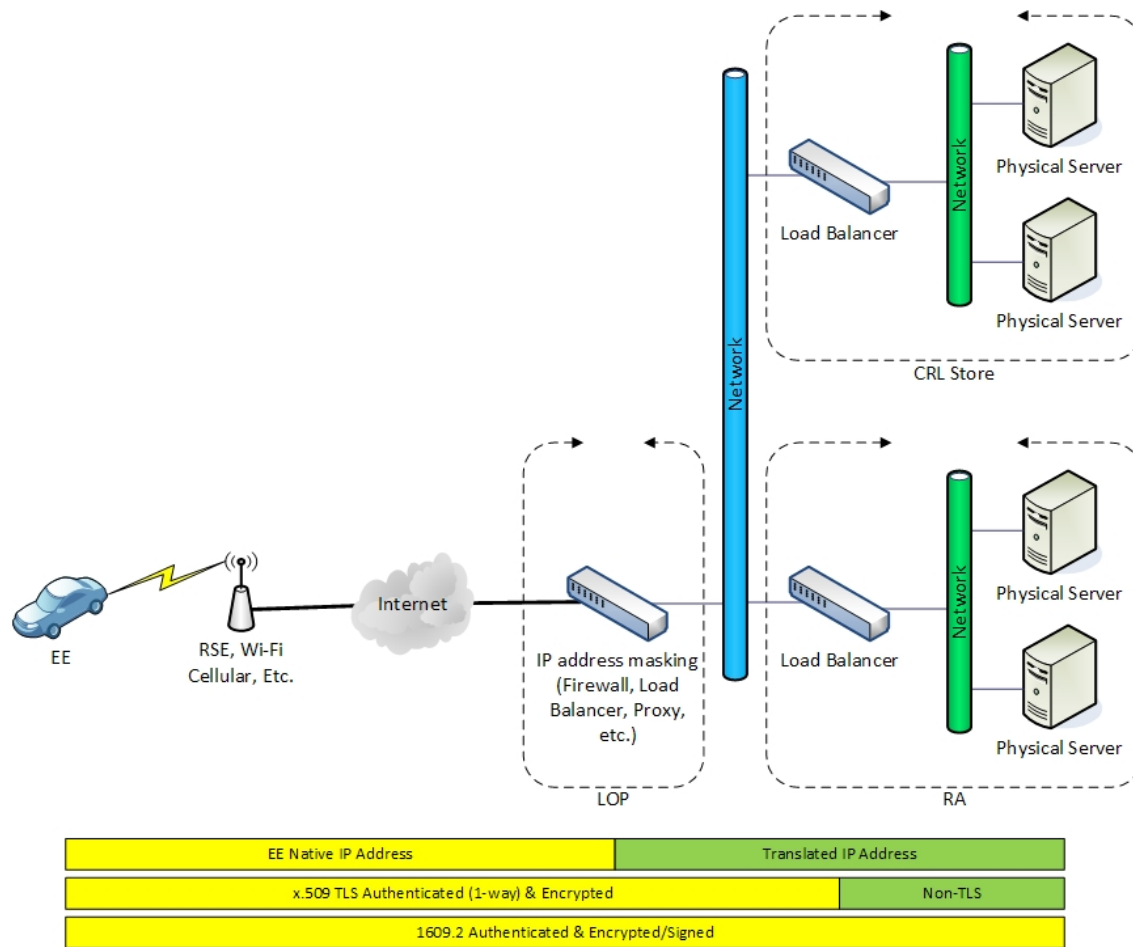 Physical Server
Network
Load Balancer
Physical Server
CRL Store
Network
EE
RSE, Wi-Fi
Cellular, Etc.
Internet
IP address masking
(Firewall, Load
Balancer, Proxy,
etc.)
LOP
Physical Server
Network
Load Balancer
Physical Server
RA
EE Native IP Address
Translated IP Address
x.509 TLS Authenticated (1-way) & Encrypted
Non-TLS
1609.2 Authenticated & Encrypted/Signed